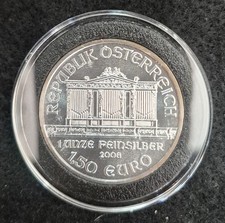 REPUBLIK ÖSTERREICH
1 UNZE FEINSILBER
2008
1,50 EURO